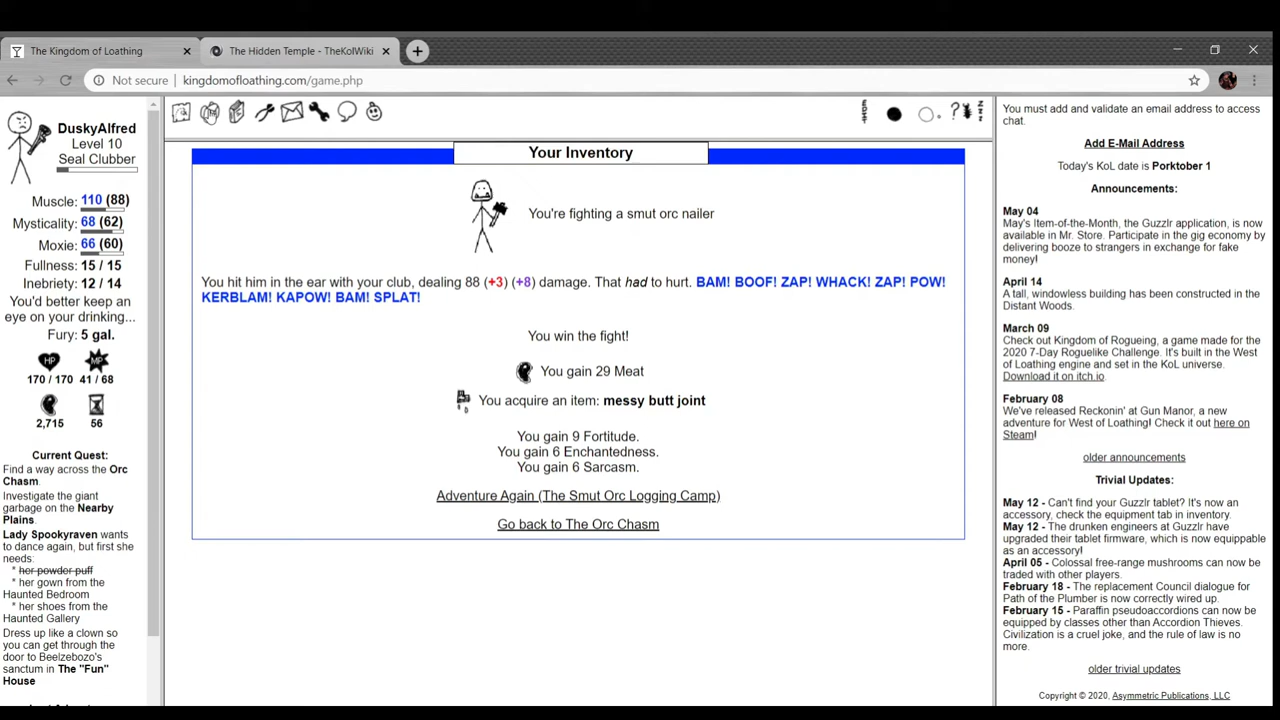 The Kingdom of Loathing
The Hidden Temple - TheKolWiki
Not secure
kingdomofloathing.com/game.php
DuskyAlfred
Level 10
Seal Clubber
Muscle: 110 (88)
Mysticality: 68 (62)
Moxie: 66 (60)
Fullness: 15 / 15
Inebriety: 12 / 14
You'd better keep an
eye on your drinking...
Fury: 5 gal.
HP
MP
170 / 170
41 / 68
2,715
56
Current Quest:
Find a way across the Orc
Chasm.
Investigate the giant
garbage on the Nearby
Plains.
Lady Spookyraven wants
to dance again, but first she
needs:
* her powder puff
* her gown from the
Haunted Bedroom
* her shoes from the
Haunted Gallery
Dress up like a clown so
you can get through the
door to Beelzebozo's
sanctum in The "Fun"
House
Your Inventory
You're fighting a smut orc nailer
You hit him in the ear with your club, dealing 88 (+3) (+8) damage. That had to hurt. BAM! BOOF! ZAP! WHACK! ZAP! POW!
KERBLAM! KAPOW! BAM! SPLAT!
You win the fight!
You gain 29 Meat
You acquire an item: messy butt joint
You gain 9 Fortitude.
You gain 6 Enchantedness.
You gain 6 Sarcasm.
Adventure Again (The Smut Orc Logging Camp)
Go back to The Orc Chasm
You must add and validate an email address to access
chat.
Add E-Mail Address
Today's KoL date is Porktober 1
Announcements:
May 04
May's Item-of-the-Month, the Guzzlr application, is now
available in Mr. Store. Participate in the gig economy by
delivering booze to strangers in exchange for fake
money!
April 14
A tall, windowless building has been constructed in the
Distant Woods.
March 09
Check out Kingdom of Rogueing, a game made for the
2020 7-Day Roguelike Challenge. It's built in the West
of Loathing engine and set in the KoL universe.
Download it on itch.io.
February 08
We've released Reckonin' at Gun Manor, a new
adventure for West of Loathing! Check it out here on
Steam!
older announcements
Trivial Updates:
May 12 - Can't find your Guzzlr tablet? It's now an
accessory, check the equipment tab in inventory.
May 12 - The drunken engineers at Guzzlr have
upgraded their tablet firmware, which is now equippable
as an accessory!
April 05 - Colossal free-range mushrooms can now be
traded with other players.
February 18 - The replacement Council dialogue for
Path of the Plumber is now correctly wired up.
February 15 - Paraffin pseudoaccordions can now be
equipped by classes other than Accordion Thieves.
Civilization is a cruel joke, and the rule of law is no
more.
older trivial updates
Copyright © 2020, Asymmetric Publications, LLC